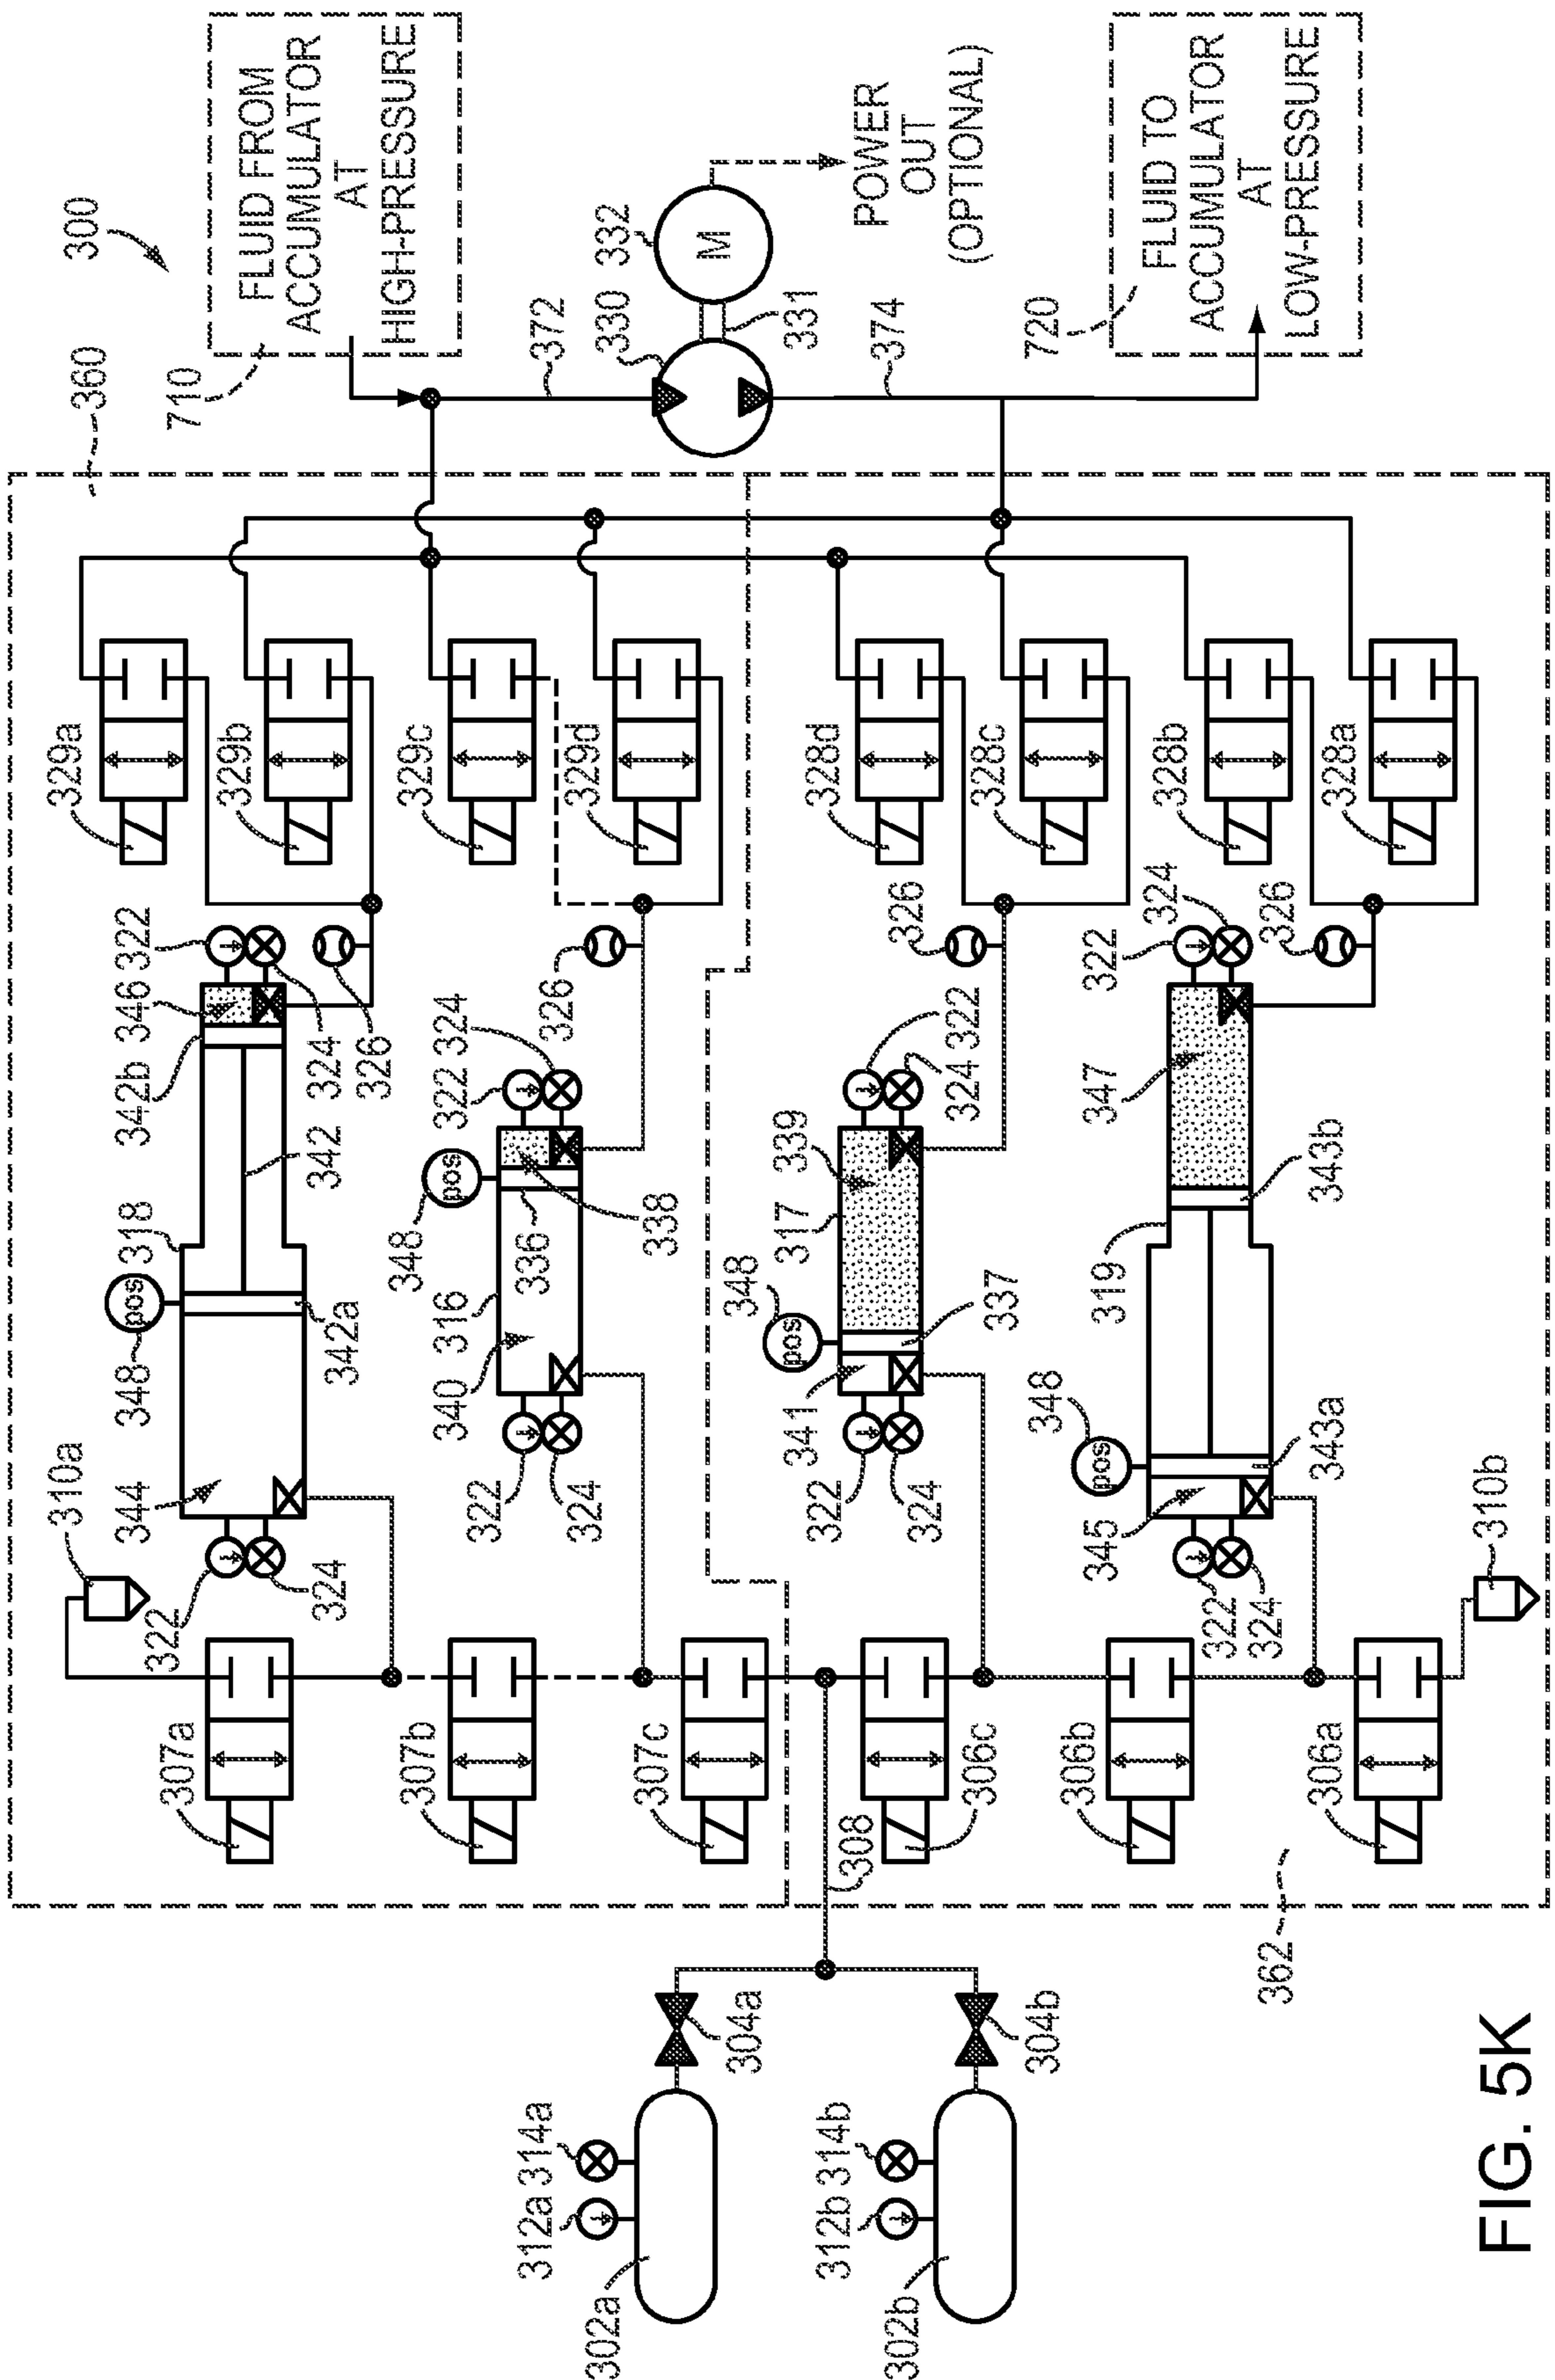 300
360
710
FLUID FROM
ACCUMULATOR
AT
HIGH-PRESSURE
372
330
332
M
331
374
POWER
OUT
(OPTIONAL)
720
FLUID TO
ACCUMULATOR
AT
LOW-PRESSURE
329a
329b
329c
329d
328d
328c
328b
328a
322
346
342b
324
326
342
318
348
pos
342a
344
310a
322
324
326
324
322
348
pos
338
336
316
340
322
324
326
322
324
339
317
348
pos
337
341
322
324
324
326
322
347
343b
319
348
pos
343a
345
322
324
310b
307a
307b
307c
306c
306b
306a
308
362
304a
304b
312a
314a
302a
312b
314b
302b
FIG. 5K